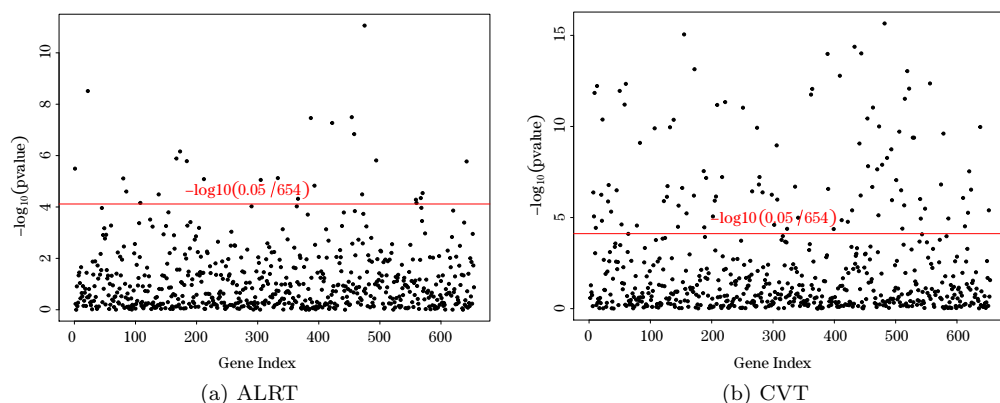 −log₁₀(pvalue)
10
8
6
4
2
0
−log10(0.05 /654)
0 100 200 300 400 500 600
Gene Index
(a) ALRT
−log₁₀(pvalue)
15
10
5
0
−log10(0.05 /654)
0 100 200 300 400 500 600
Gene Index
(b) CVT